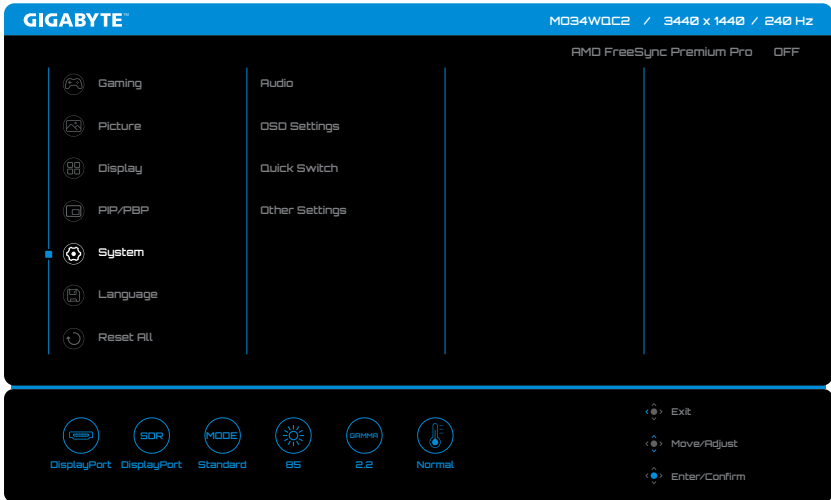 GIGABYTE™
MO34WQC2 / 3440 x 1440 / 240 Hz
AMD FreeSync Premium Pro OFF
Gaming
Picture
Display
PIP/PBP
System
Language
Reset All
Audio
OSD Settings
Quick Switch
Other Settings
SDR
MODE
GAMMA
DisplayPort
DisplayPort
Standard
85
2.2
Normal
Exit
Move/Adjust
Enter/Confirm